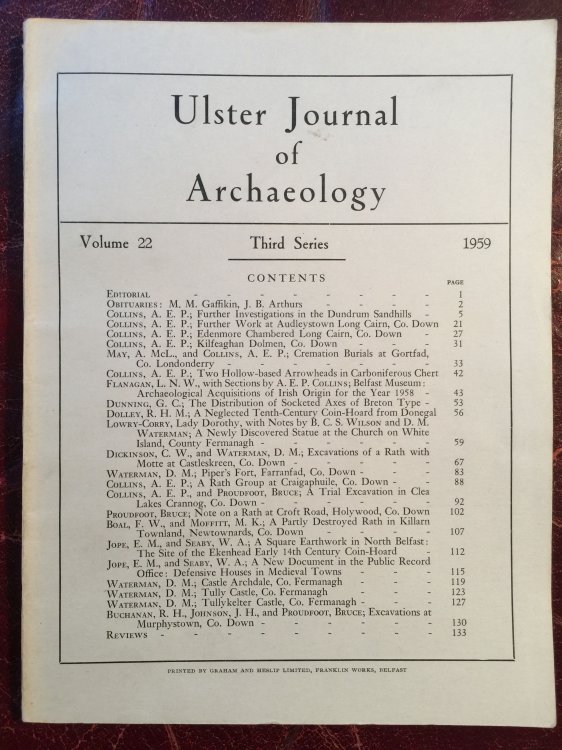 Ulster Journal
of
Archaeology
Volume 22 Third Series 1959
CONTENTS
PAGE
Editorial - - - - - - - 1
Obituaries: M. M. Gaffikin, J. B. Arthurs - - - - - 2
Collins, A. E. P.; Further Investigations in the Dundrum Sandhills - 5
Collins, A. E. P.; Further Work at Audleystown Long Cairn, Co. Down 21
Collins, A. E. P.; Edenmore Chambered Long Cairn, Co. Down - 27
Collins, A. E. P.; Kilfeaghan Dolmen, Co. Down - - - - 31
May, A. McL., and Collins, A. E. P.; Cremation Burials at Gortfad,
Co. Londonderry - - - - - - - 33
Collins, A. E. P.; Two Hollow-based Arrowheads in Carboniferous Chert 42
Flanagan, L. N. W., with Sections by A. E. P. Collins; Belfast Museum:
Archaeological Acquisitions of Irish Origin for the Year 1958 - 43
Dunning, G. C.; The Distribution of Socketed Axes of Breton Type - 53
Dolley, R. H. M.; A Neglected Tenth-Century Coin-Hoard from Donegal 56
Lowry-Corry, Lady Dorothy, with Notes by B. C. S. Wilson and D. M.
Waterman; A Newly Discovered Statue at the Church on White
Island, County Fermanagh - - - - - - 59
Dickinson, C. W., and Waterman, D. M.; Excavations of a Rath with
Motte at Castleskreen, Co. Down - - - - - 67
Waterman, D. M.; Piper's Fort, Farranfad, Co. Down - - - 83
Collins, A. E. P.; A Rath Group at Craigaphuile, Co. Down - - 88
Collins, A. E. P., and Proudfoot, Bruce; A Trial Excavation in Clea
Lakes Crannog, Co. Down - - - - - - 92
Proudfoot, Bruce; Note on a Rath at Croft Road, Holywood, Co. Down 102
Boal, F. W., and Moffitt, M. K.; A Partly Destroyed Rath in Killarn
Townland, Newtownards, Co. Down - - - - 107
Jope, E. M., and Seaby, W. A.; A Square Earthwork in North Belfast:
The Site of the Ekenhead Early 14th Century Coin-Hoard - 112
Jope, E. M., and Seaby, W. A.; A New Document in the Public Record
Office: Defensive Houses in Medieval Towns - - - 115
Waterman, D. M.; Castle Archdale, Co. Fermanagh - - - 119
Waterman, D. M.; Tully Castle, Co. Fermanagh - - - - 123
Waterman, D. M.; Tullykelter Castle, Co. Fermanagh - - - 127
Buchanan, R. H., Johnson, J. H., and Proudfoot, Bruce; Excavations at
Murphystown, Co. Down - - - - - - 130
Reviews - - - - - - - - - 133
PRINTED BY GRAHAM AND HESLIP LIMITED, FRANKLIN WORKS, BELFAST